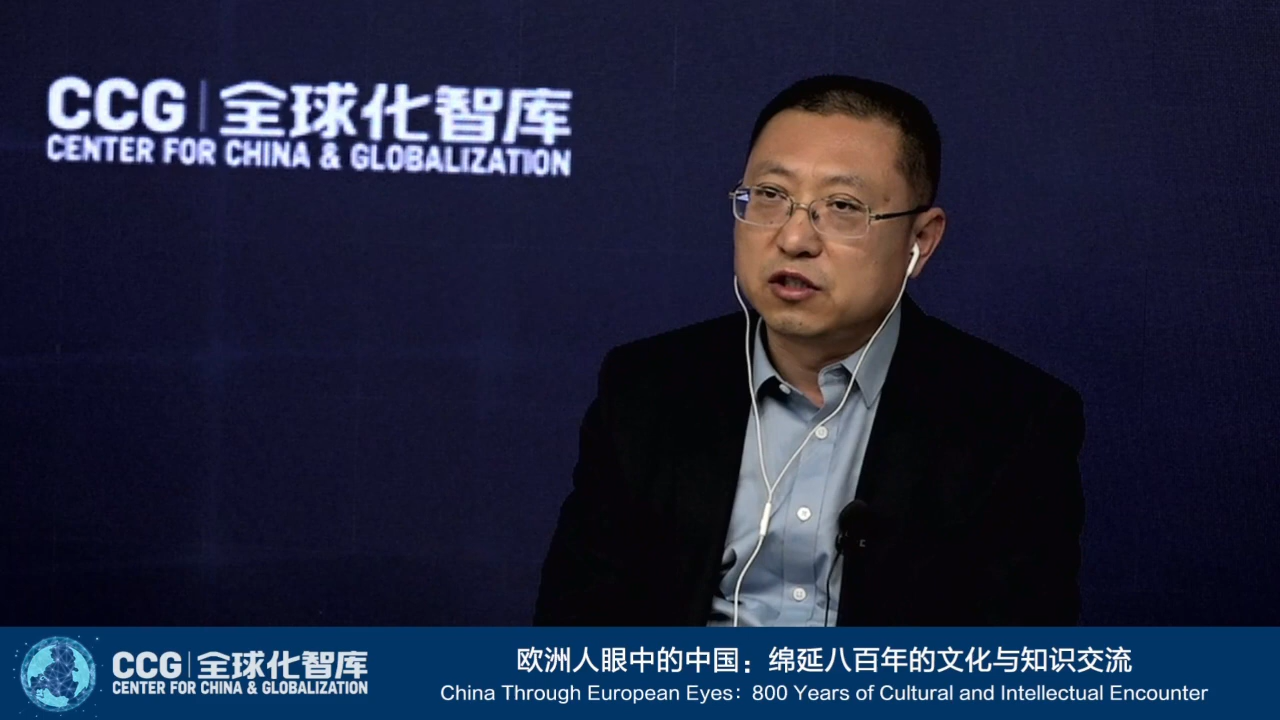 CCG 全球化智库
CENTER FOR CHINA & GLOBALIZATION
CCG 全球化智库
CENTER FOR CHINA & GLOBALIZATION
欧洲人眼中的中国：绵延八百年的文化与知识交流
China Through European Eyes：800 Years of Cultural and Intellectual Encounter